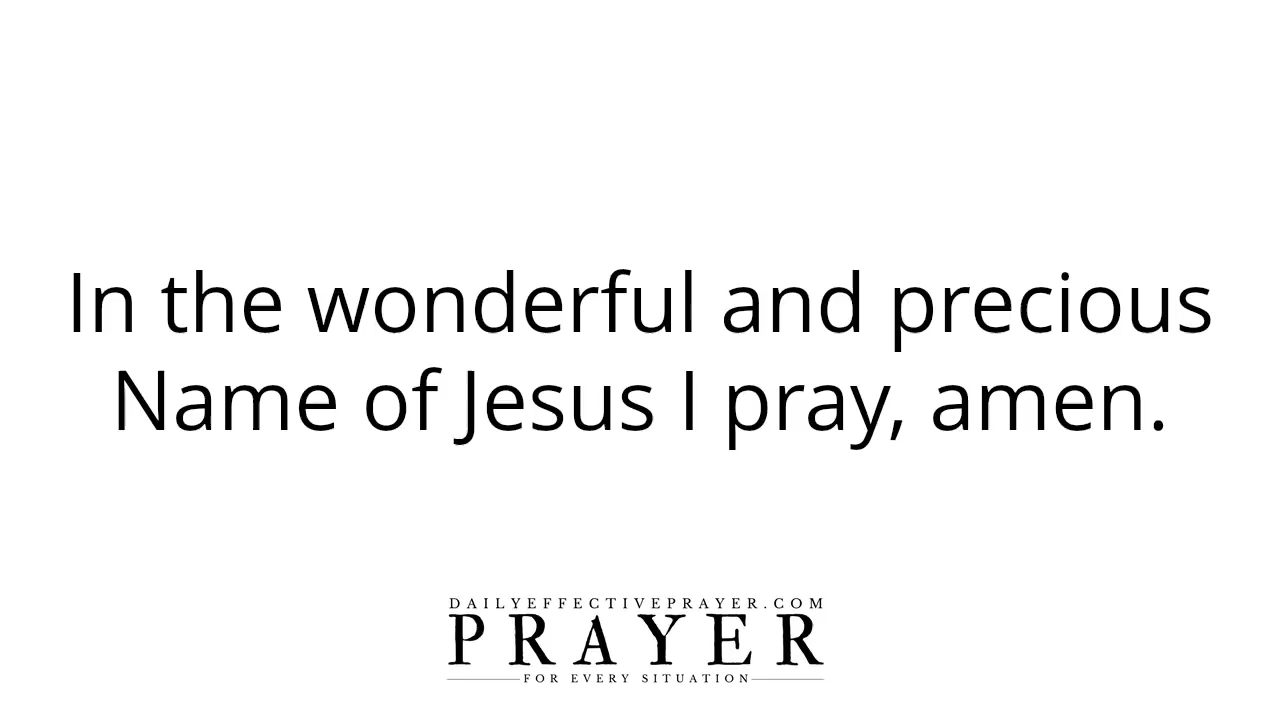 In the wonderful and precious
Name of Jesus I pray, amen.
DAILYEFFECTIVEPRAYER.COM
PRAYER
FOR EVERY SITUATION